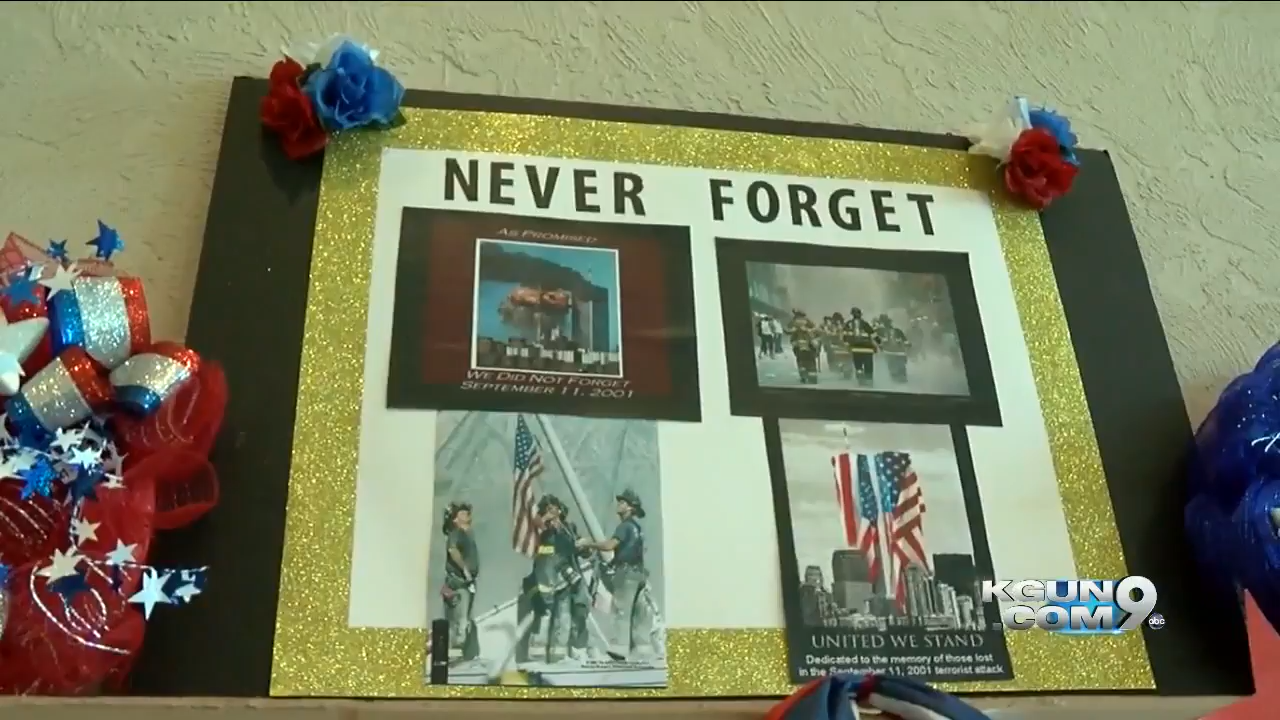 NEVER FORGET
AS PROMISED
WE DID NOT FORGET
SEPTEMBER 11, 2001
UNITED WE STAND
Dedicated to the memory of those lost
in the September 11, 2001 terrorist attack
KGUN9
.COM
abc